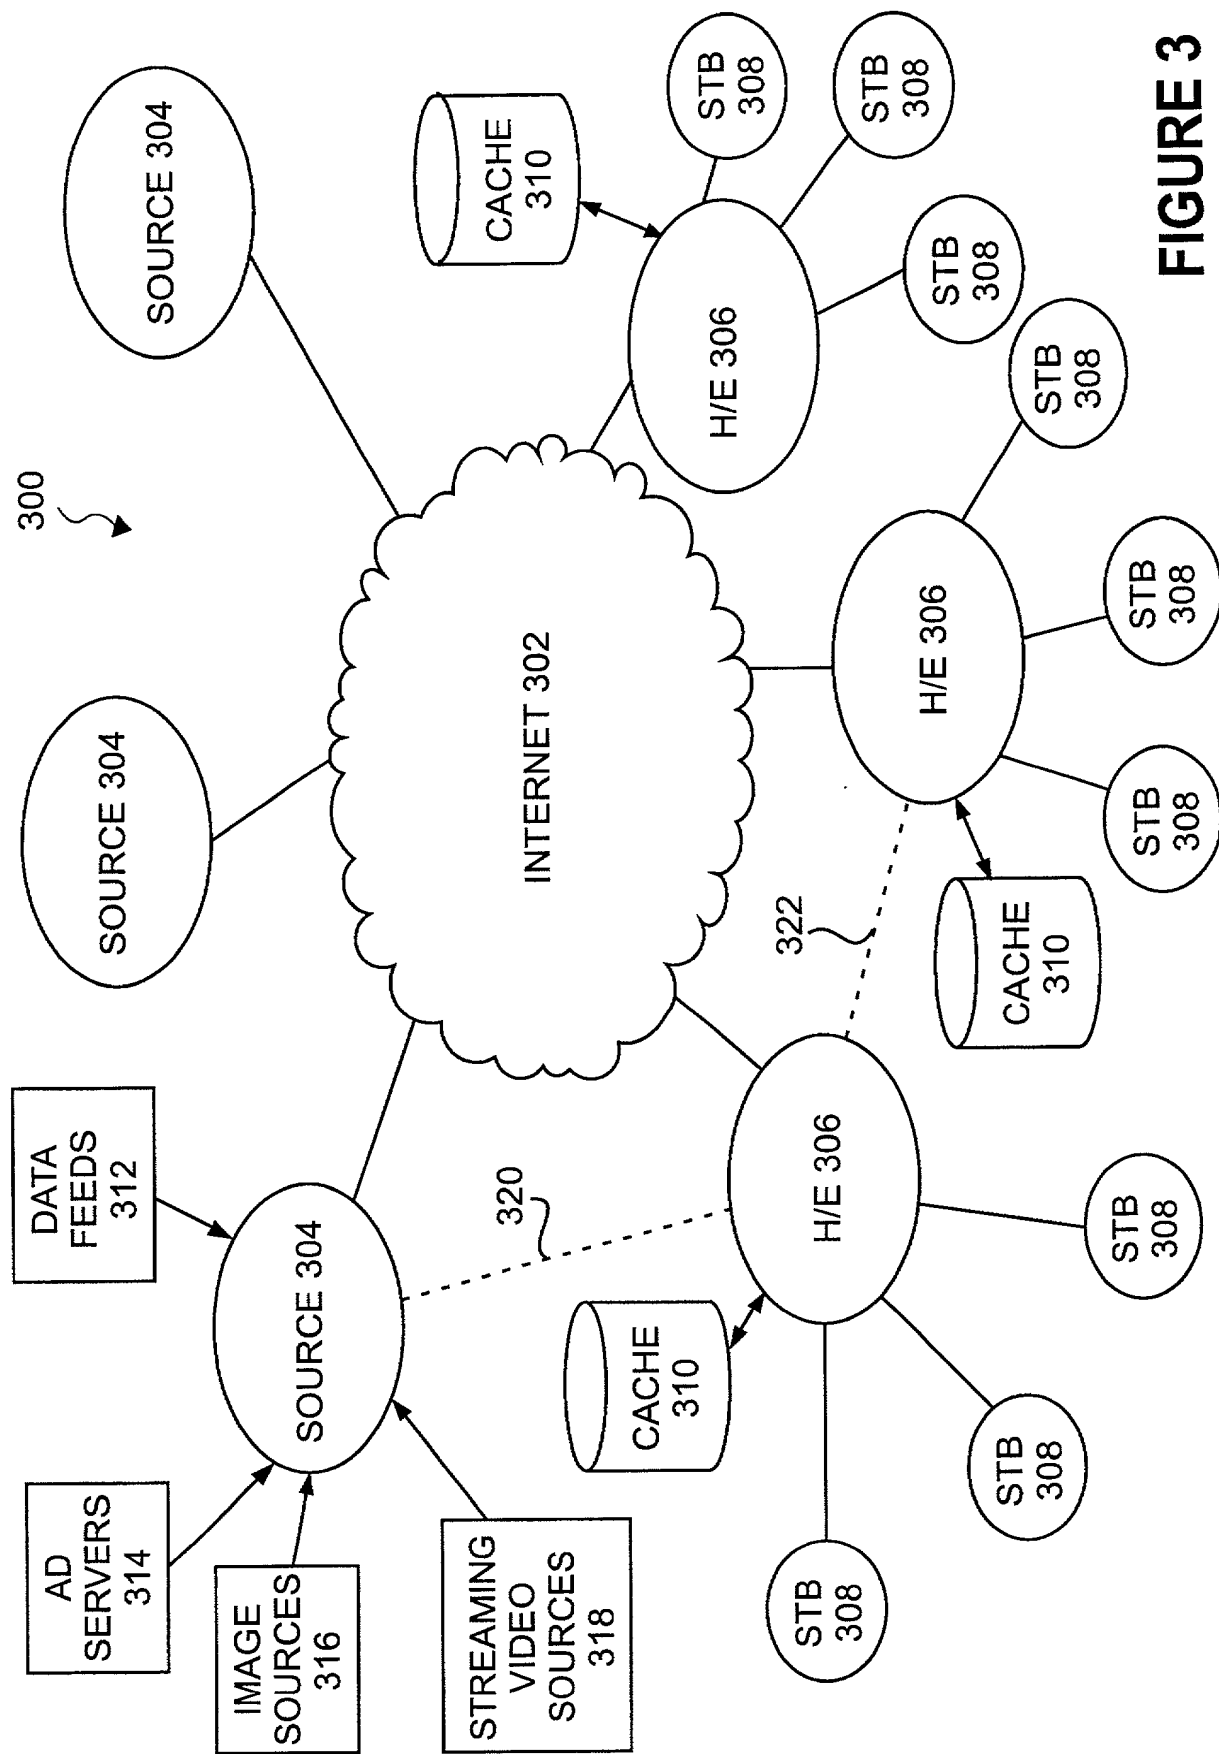 300
DATA
FEEDS
312
AD
SERVERS
314
IMAGE
SOURCES
316
STREAMING
VIDEO
SOURCES
318
SOURCE 304
SOURCE 304
SOURCE 304
INTERNET 302
320
322
CACHE
310
H/E 306
STB
308
STB
308
STB
308
CACHE
310
H/E 306
STB
308
STB
308
STB
308
CACHE
310
H/E 306
STB
308
STB
308
STB
308
FIGURE 3